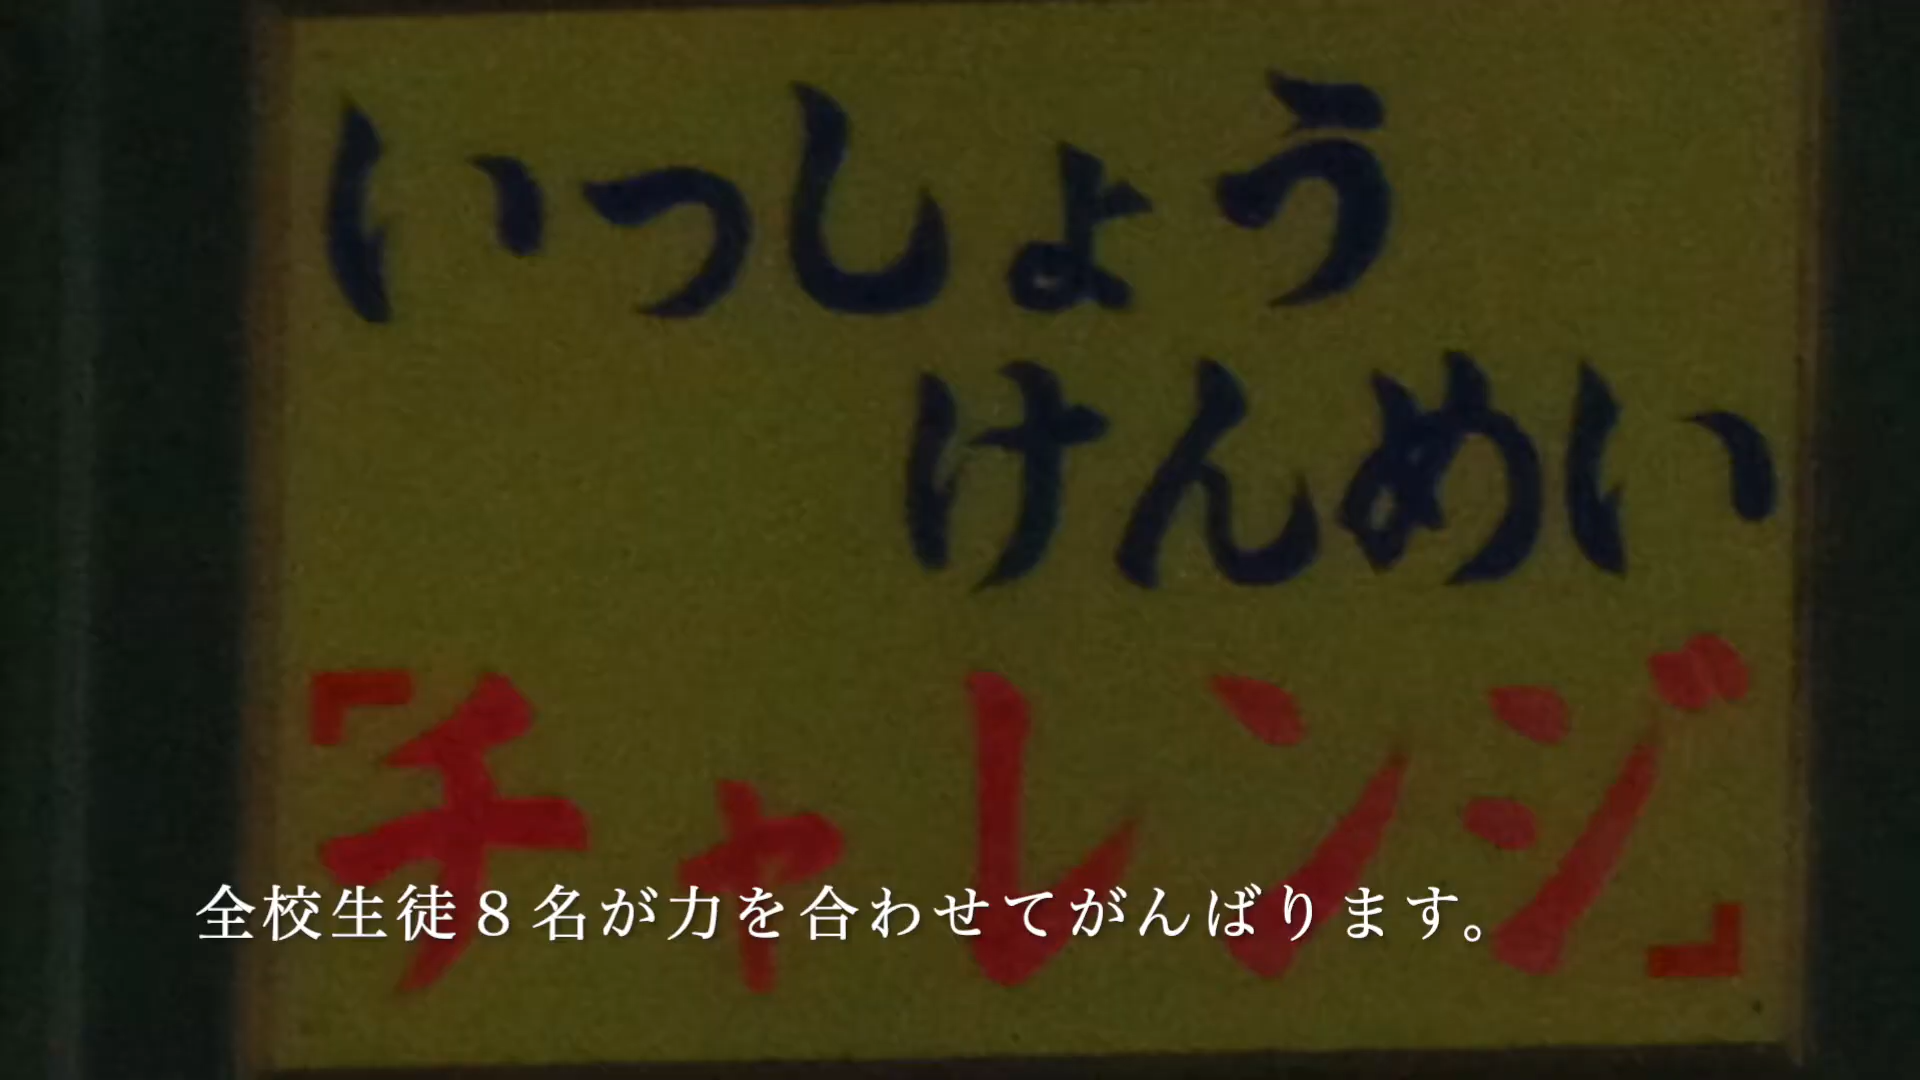 いっしょう
けんめい
『チャレンジ』
全校生徒８名が力を合わせてがんばります。